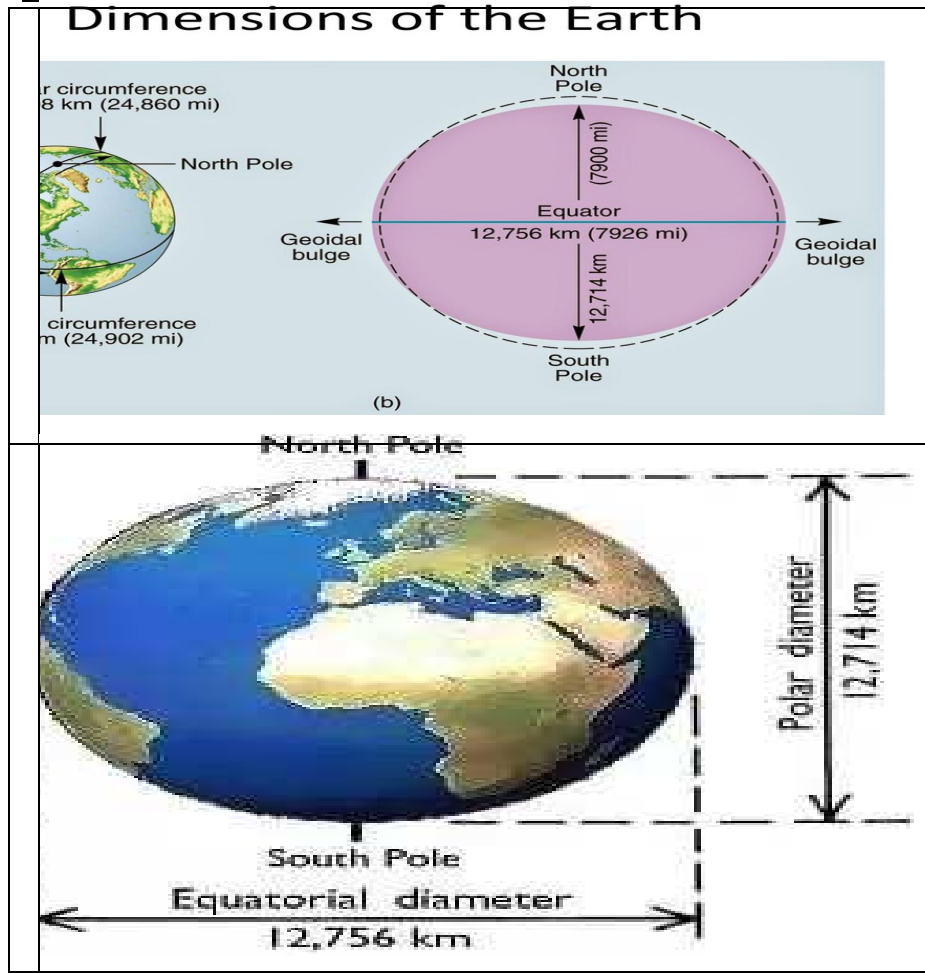 Dimensions of the Earth
r circumference
8 km (24,860 mi)
North Pole
circumference
m (24,902 mi)
North
Pole
(7900 mi)
Equator
12,756 km (7926 mi)
12,714 km
Geoidal
bulge
Geoidal
bulge
South
Pole
(b)
North Pole
Polar diameter
12,714 km
South Pole
Equatorial diameter
12,756 km